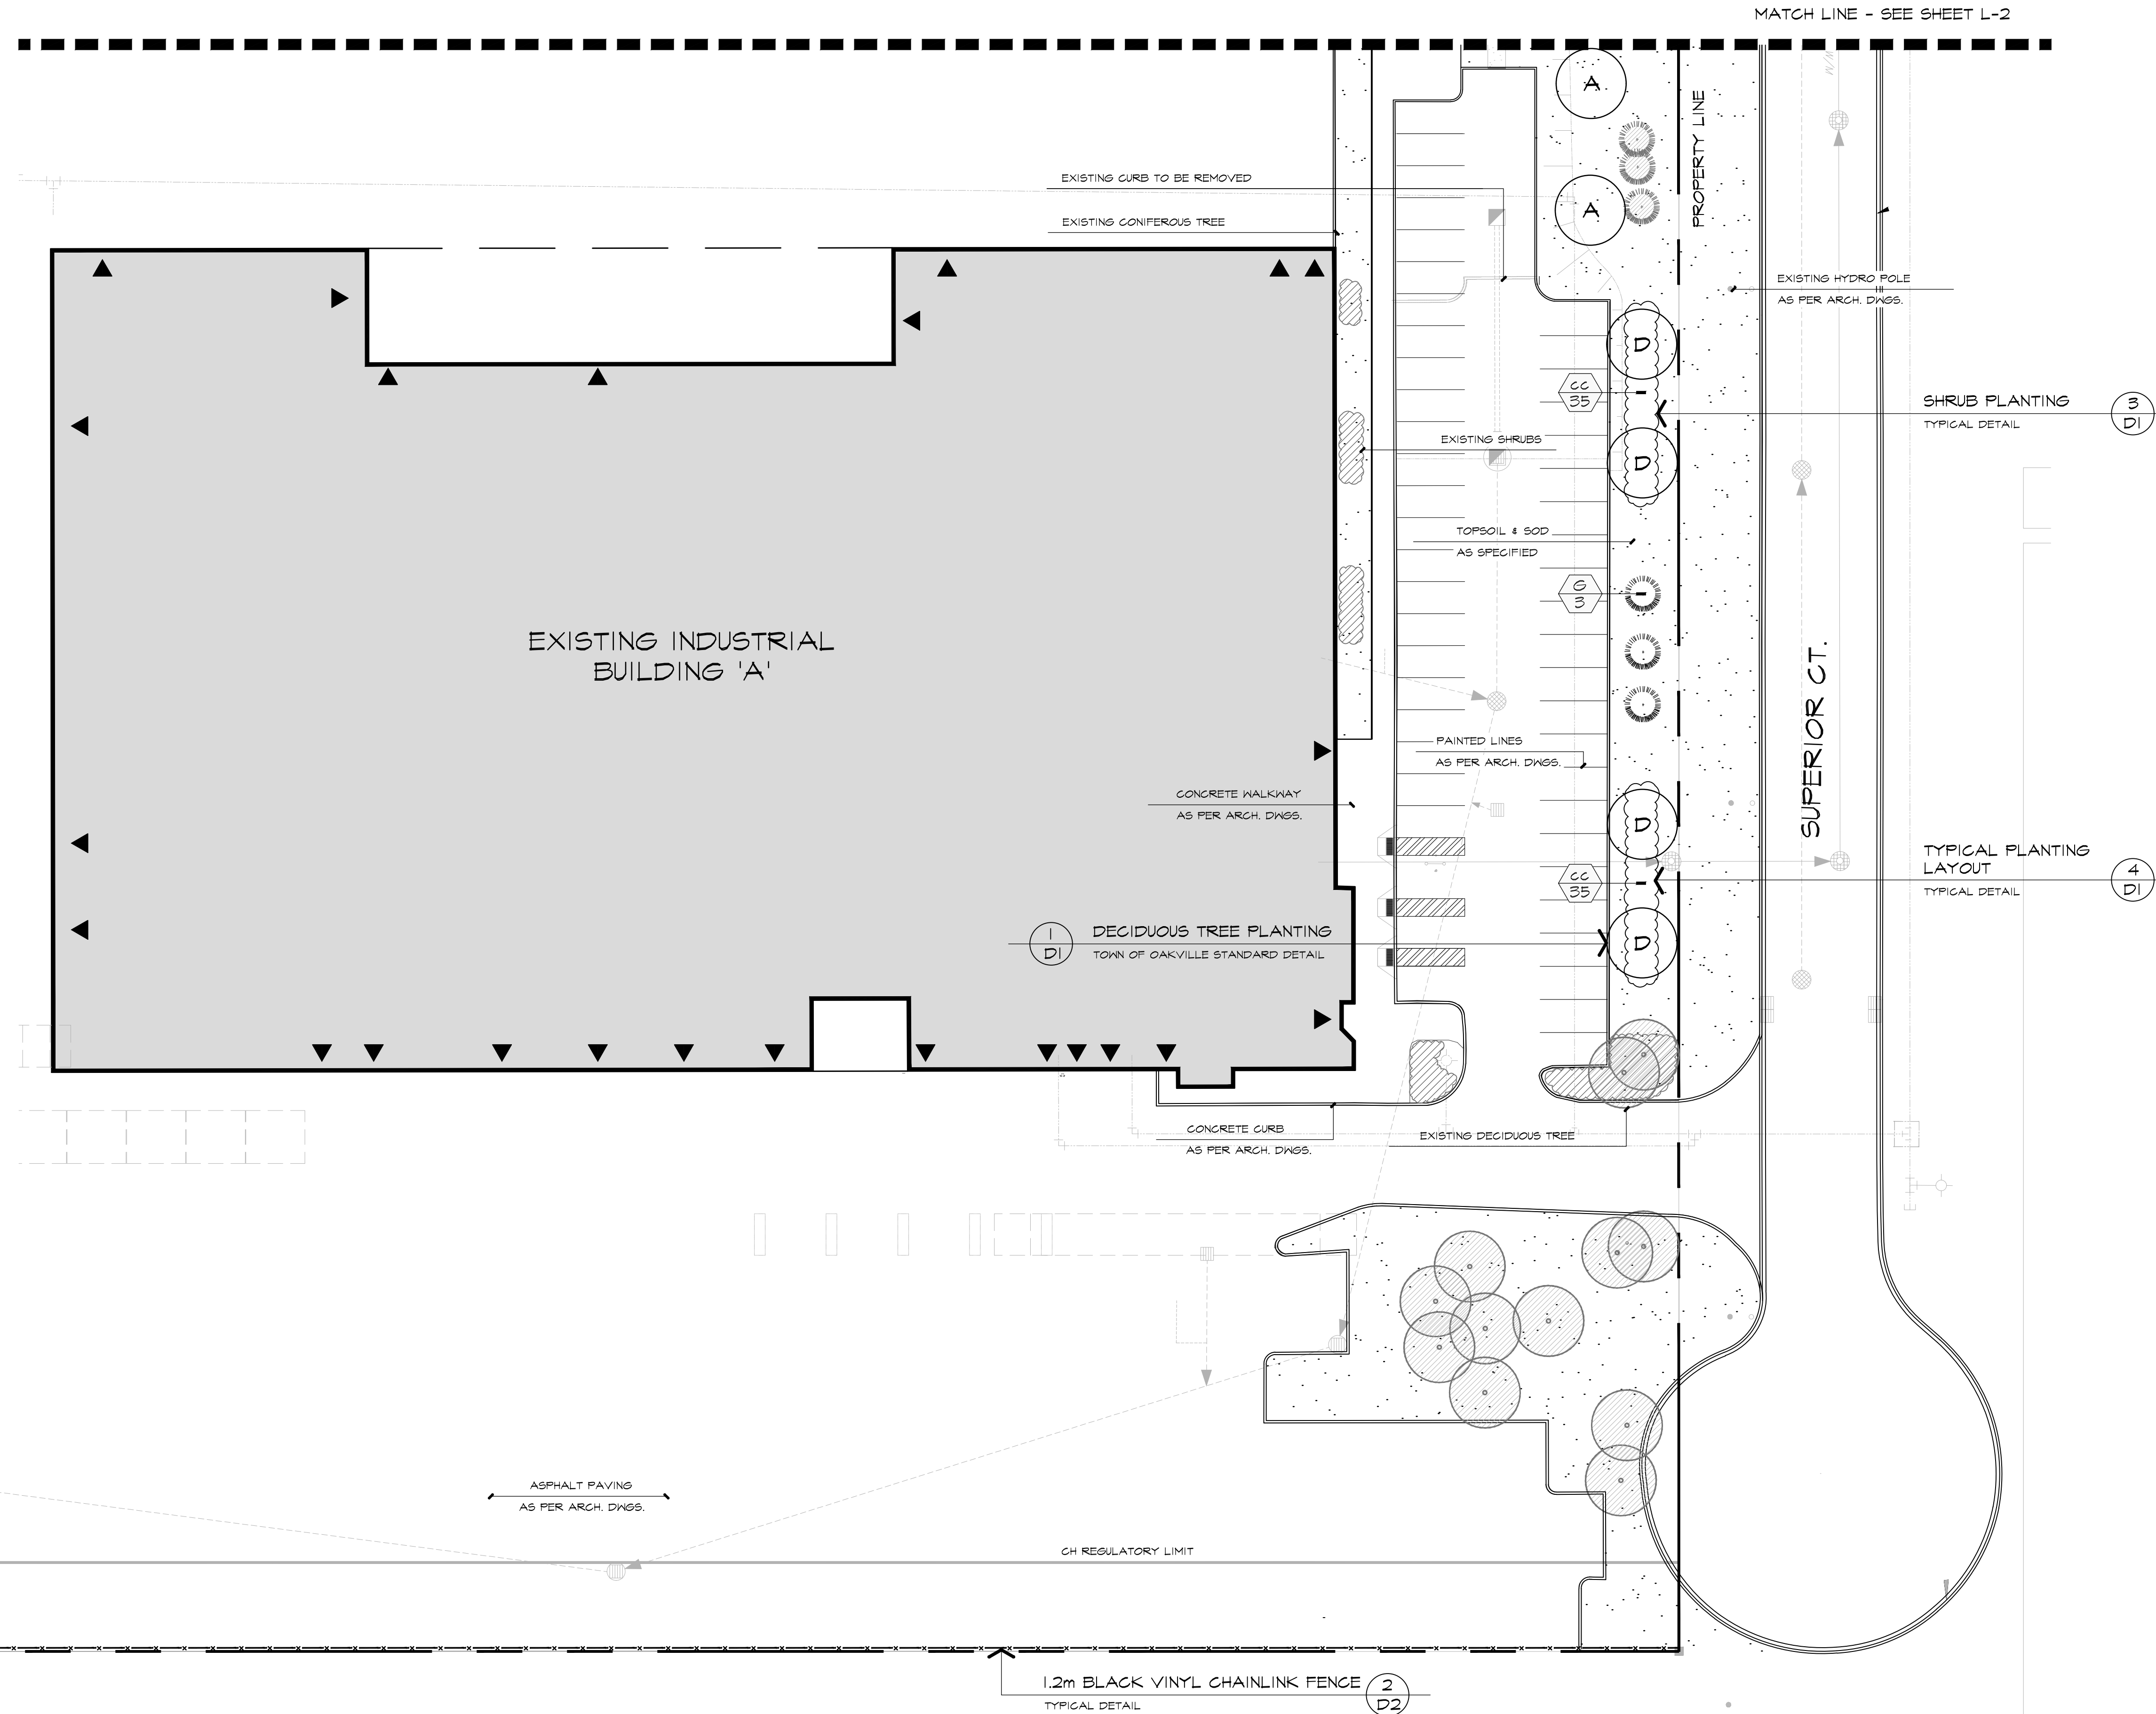 MATCH LINE - SEE SHEET L-2
A
PROPERTY LINE
EXISTING CURB TO BE REMOVED
A
EXISTING CONIFEROUS TREE
EXISTING HYDRO POLE
AS PER ARCH. DWGS.
D
CC
35
SHRUB PLANTING
TYPICAL DETAIL
3
D1
EXISTING SHRUBS
D
TOPSOIL & SOD
AS SPECIFIED
G
3
EXISTING INDUSTRIAL
BUILDING 'A'
SUPERIOR CT.
PAINTED LINES
AS PER ARCH. DWGS.
CONCRETE WALKWAY
AS PER ARCH. DWGS.
D
TYPICAL PLANTING
LAYOUT
TYPICAL DETAIL
4
D1
CC
35
1
D1
DECIDUOUS TREE PLANTING
TOWN OF OAKVILLE STANDARD DETAIL
D
CONCRETE CURB
AS PER ARCH. DWGS.
EXISTING DECIDUOUS TREE
ASPHALT PAVING
AS PER ARCH. DWGS.
CH REGULATORY LIMIT
1.2m BLACK VINYL CHAINLINK FENCE
TYPICAL DETAIL
2
D2